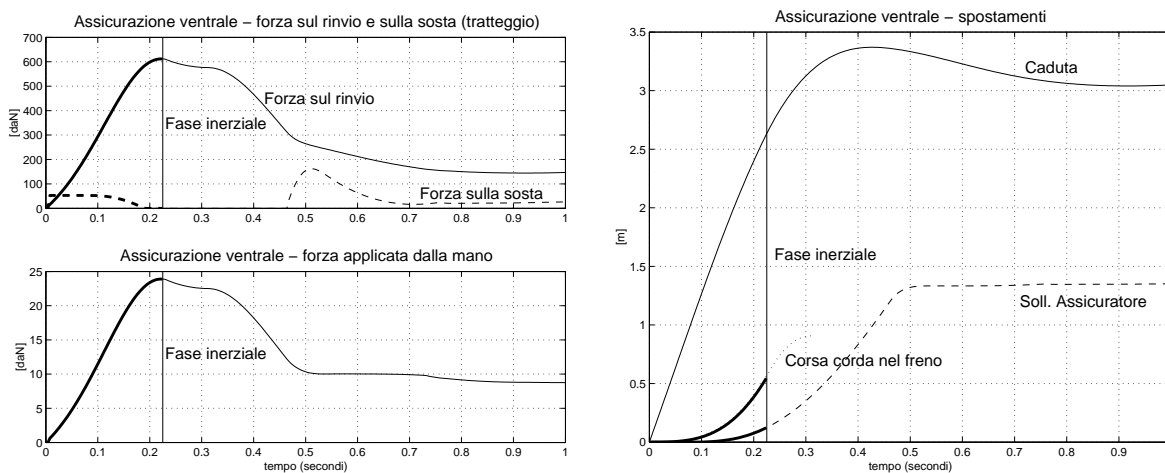 Assicurazione ventrale – forza sul rinvio e sulla sosta (tratteggio)
700
600
500
400
300
200
100
0
[daN]
Forza sul rinvio
Fase inerziale
Forza sulla sosta
0 0.1 0.2 0.3 0.4 0.5 0.6 0.7 0.8 0.9 1
Assicurazione ventrale – forza applicata dalla mano
25
20
15
10
5
0
[daN]
Fase inerziale
0 0.1 0.2 0.3 0.4 0.5 0.6 0.7 0.8 0.9 1
tempo (secondi)
Assicurazione ventrale – spostamenti
3.5
3
2.5
2
1.5
1
0.5
0
[m]
Caduta
Fase inerziale
Soll. Assicuratore
Corsa corda nel freno
0 0.1 0.2 0.3 0.4 0.5 0.6 0.7 0.8 0.9
tempo (secondi)